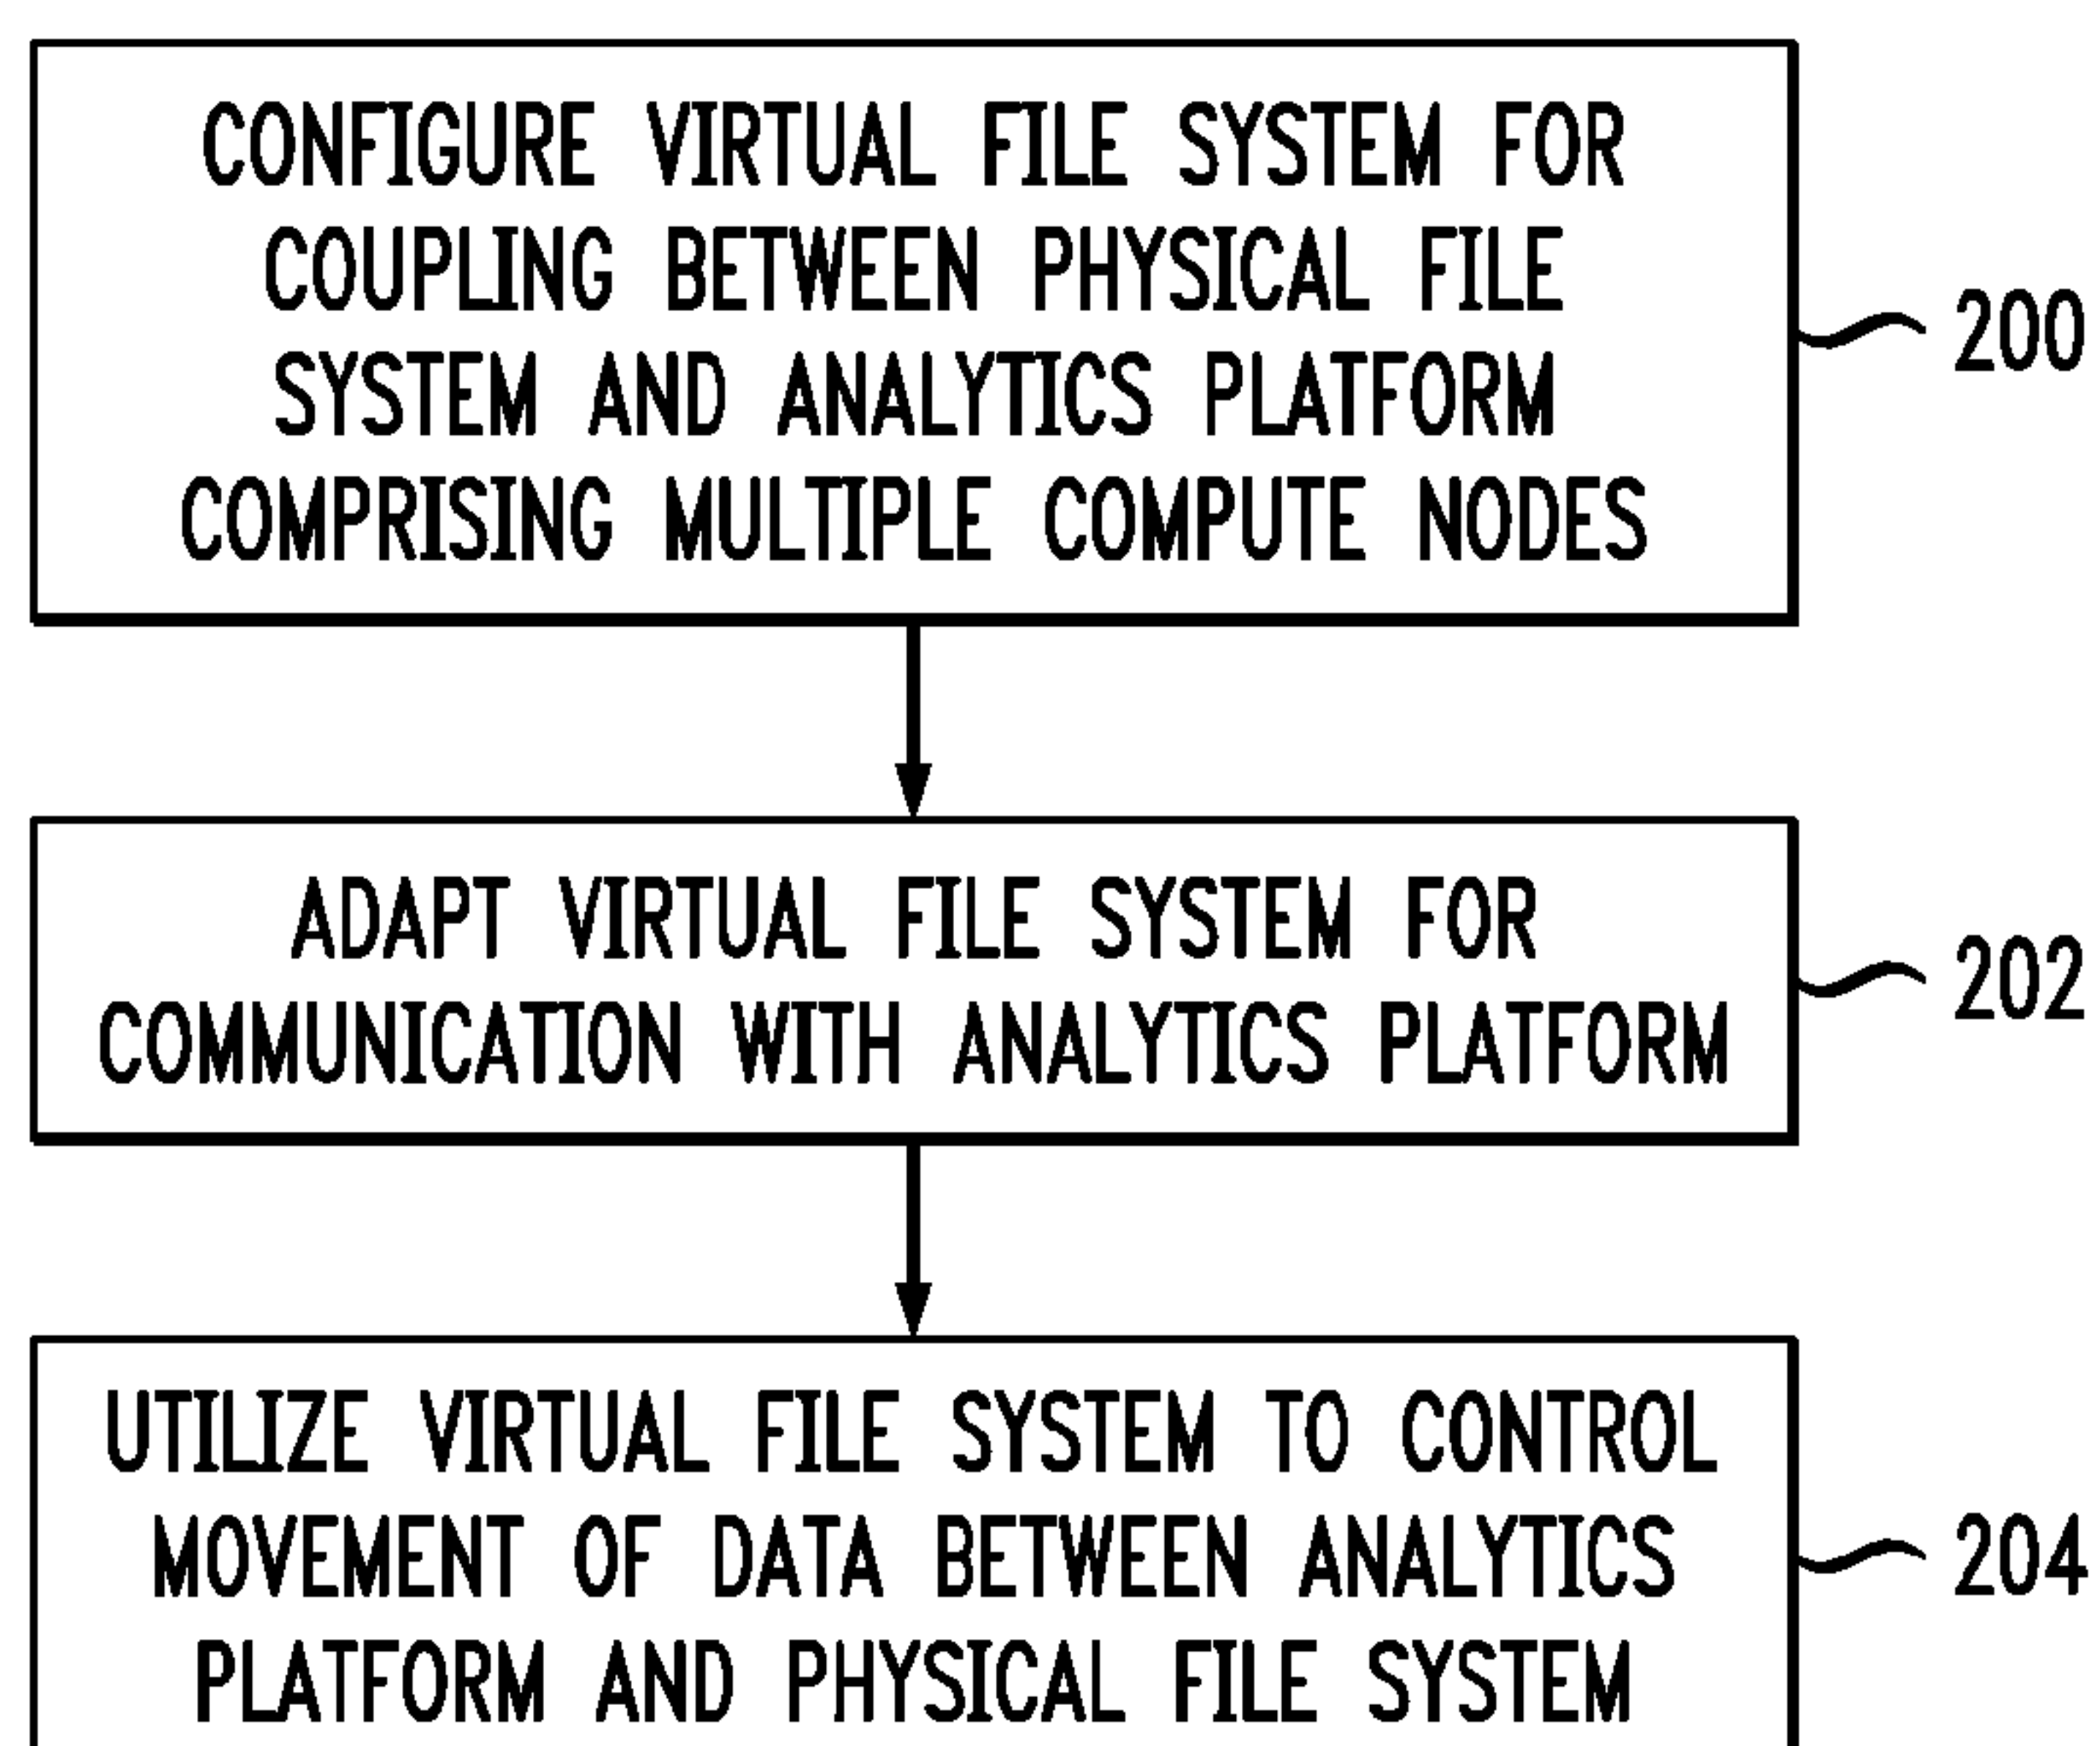 CONFIGURE VIRTUAL FILE SYSTEM FOR
COUPLING BETWEEN PHYSICAL FILE
SYSTEM AND ANALYTICS PLATFORM
COMPRISING MULTIPLE COMPUTE NODES
200
ADAPT VIRTUAL FILE SYSTEM FOR
COMMUNICATION WITH ANALYTICS PLATFORM
202
UTILIZE VIRTUAL FILE SYSTEM TO CONTROL
MOVEMENT OF DATA BETWEEN ANALYTICS
PLATFORM AND PHYSICAL FILE SYSTEM
204